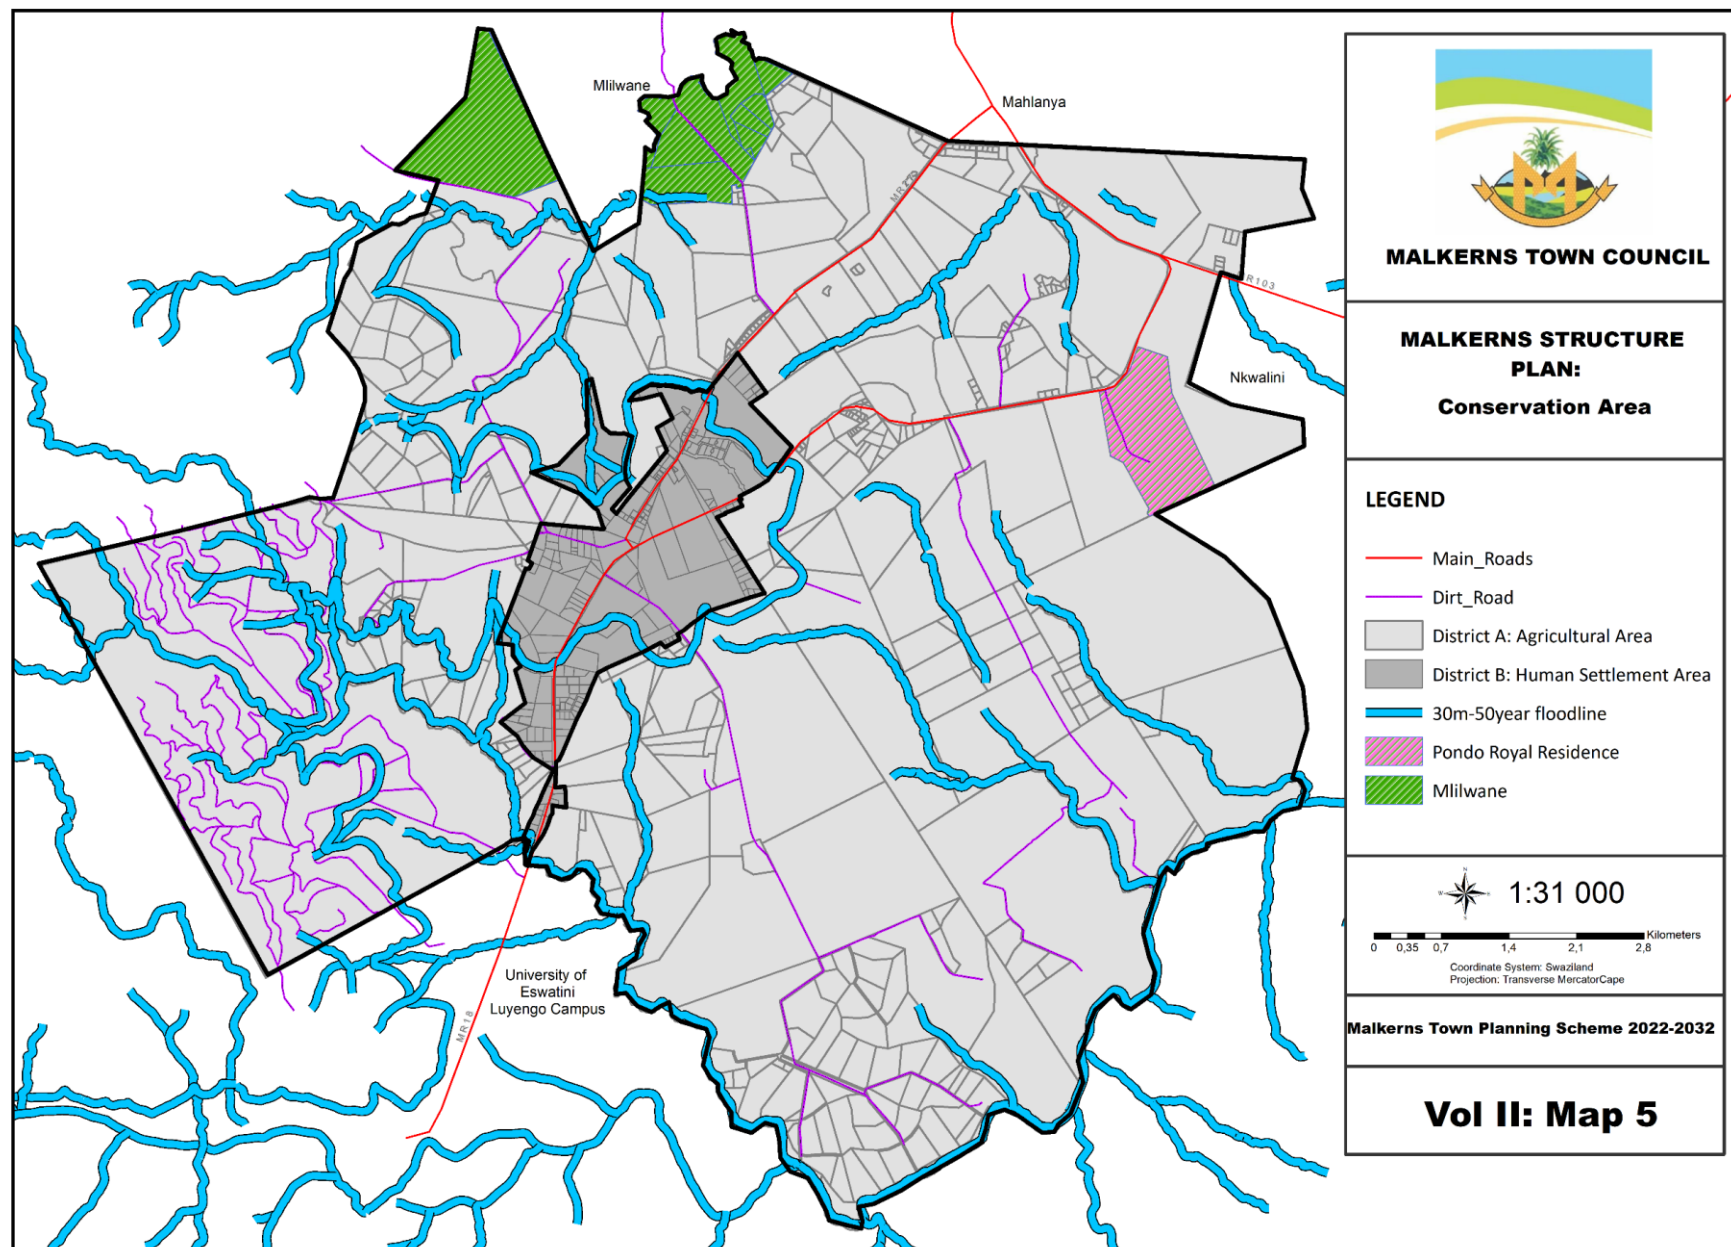 Mlilwane
Mahlanya
MR27
R103
Nkwalini
University of
Eswatini
Luyengo Campus
MR18
MALKERNS TOWN COUNCIL
MALKERNS STRUCTURE
PLAN:
Conservation Area
LEGEND
Main_Roads
Dirt_Road
District A: Agricultural Area
District B: Human Settlement Area
30m-50year floodline
Pondo Royal Residence
Mlilwane
N
W
1:31 000
0 0,35 0,7 1,4 2,1 2,8 Kilometers
Coordinate System: Swaziland
Projection: Transverse MercatorCape
Malkerns Town Planning Scheme 2022-2032
Vol II: Map 5